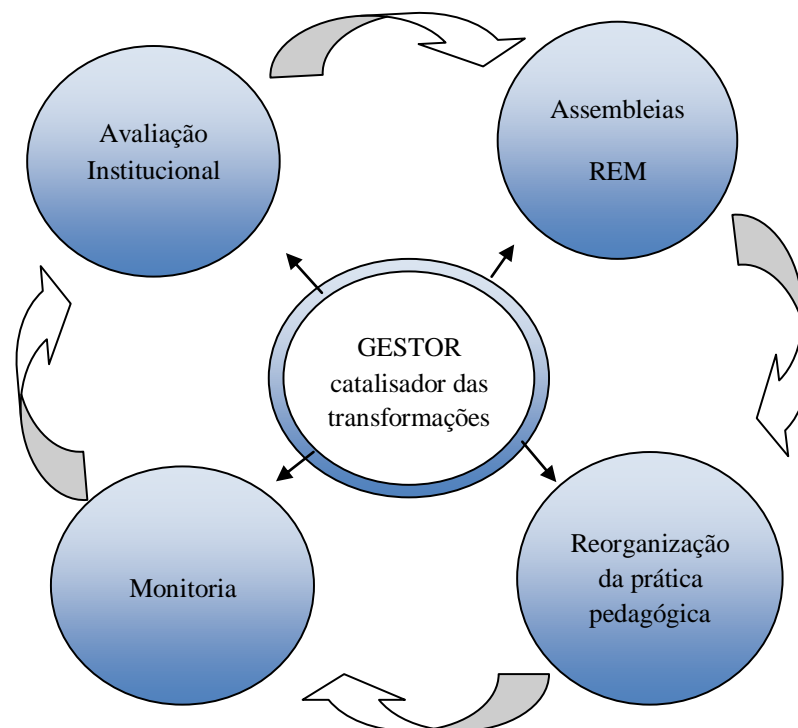 Avaliação
Institucional
Assembleias
REM
GESTOR
catalisador das
transformações
Monitoria
Reorganização
da prática
pedagógica